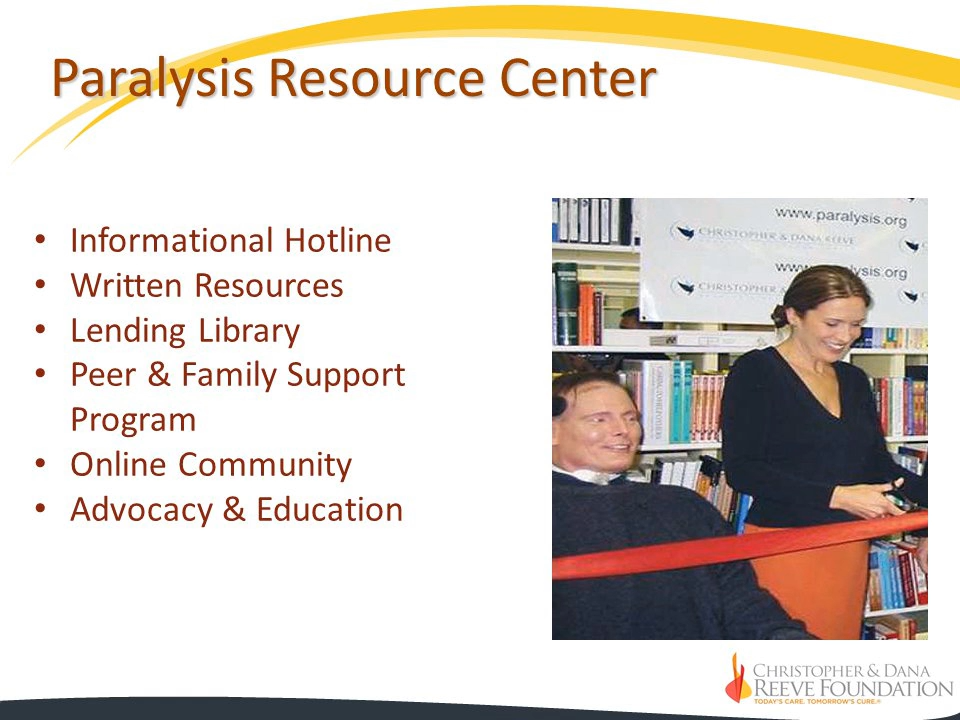 Paralysis Resource Center
• Informational Hotline
• Written Resources
• Lending Library
• Peer & Family Support
Program
• Online Community
• Advocacy & Education
www.paralysis.org
CHRISTOPHER & DANA REEVE
www ysis.org
CHRISTOPHER &
CHRISTOPHER & DANA
REEVE FOUNDATION
TODAY'S CARE. TOMORROW'S CURE.®